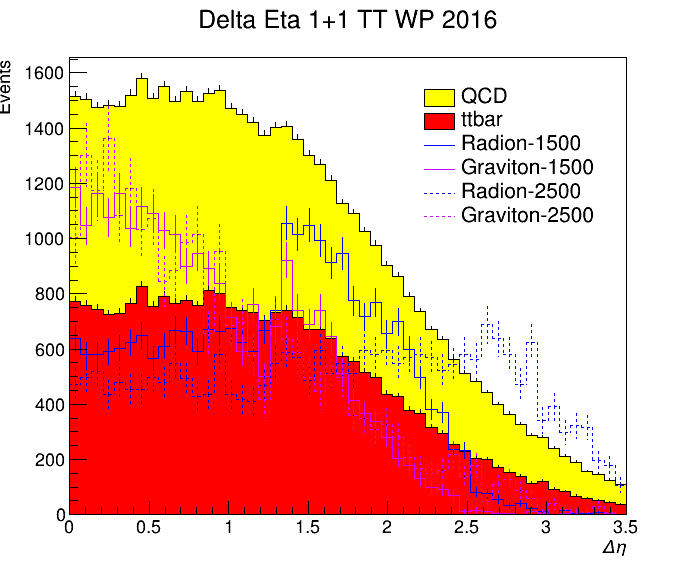 Delta Eta 1+1 TT WP 2016
Events
1600
1400
1200
1000
800
600
400
200
0
QCD
ttbar
Radion-1500
Graviton-1500
Radion-2500
Graviton-2500
0 0.5 1 1.5 2 2.5 3 3.5
Δη